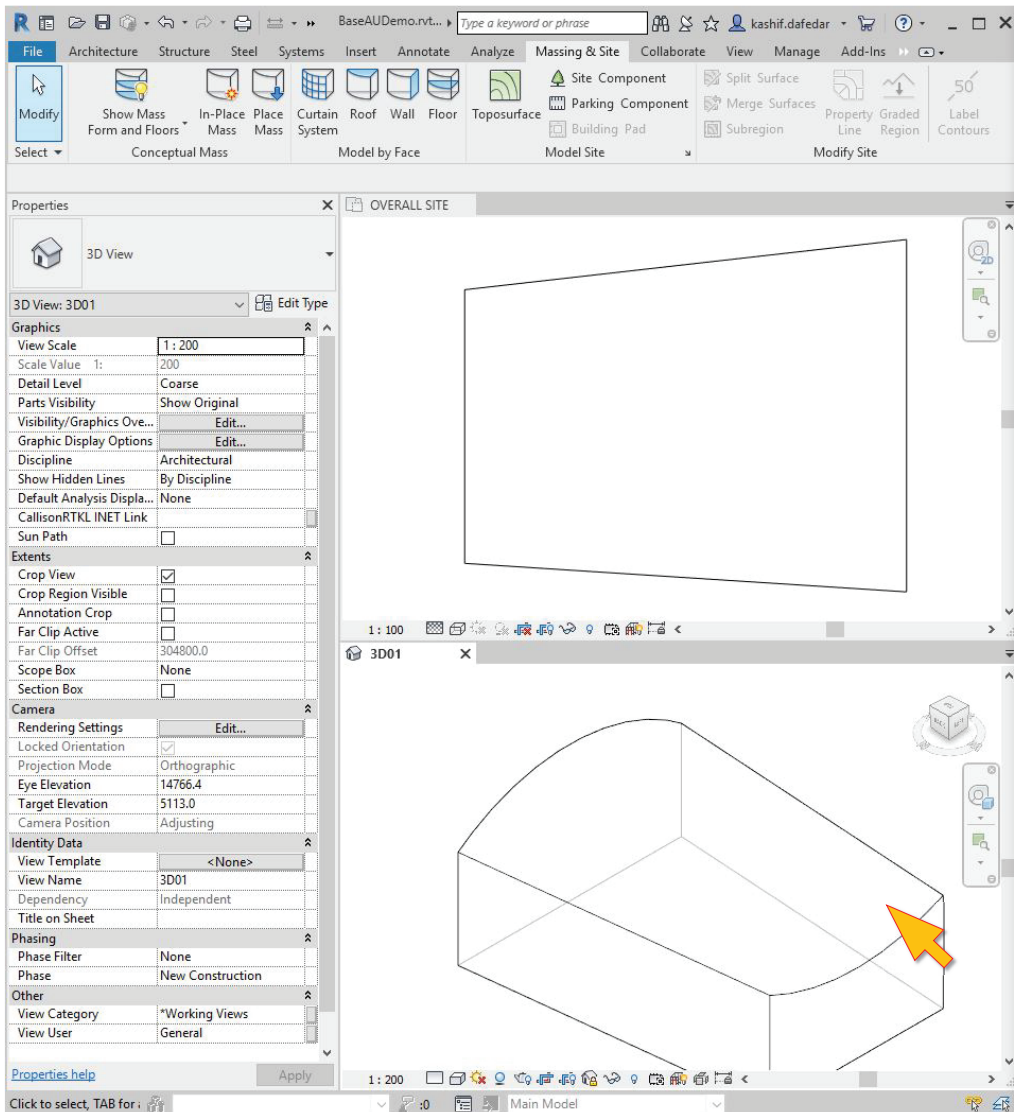 BaseAUDemo.rvt... Type a keyword or phrase kashif.dafedar
File Architecture Structure Steel Systems Insert Annotate Analyze Massing & Site Collaborate View Manage Add-Ins
Modify
Show Mass Form and Floors
In-Place Mass
Place Mass
Curtain System
Roof
Wall
Floor
Toposurface
Site Component
Parking Component
Building Pad
Split Surface
Merge Surfaces
Subregion
Property Line
Graded Region
50
Label Contours
Select Conceptual Mass Model by Face Model Site Modify Site
Properties
3D View
3D View: 3D01 Edit Type
Graphics
View Scale 1 : 200
Scale Value 1: 200
Detail Level Coarse
Parts Visibility Show Original
Visibility/Graphics Ove... Edit...
Graphic Display Options Edit...
Discipline Architectural
Show Hidden Lines By Discipline
Default Analysis Displa... None
CallisonRTKL INET Link
Sun Path
Extents
Crop View
Crop Region Visible
Annotation Crop
Far Clip Active
Far Clip Offset 304800.0
Scope Box None
Section Box
Camera
Rendering Settings Edit...
Locked Orientation
Projection Mode Orthographic
Eye Elevation 14766.4
Target Elevation 5113.0
Camera Position Adjusting
Identity Data
View Template <None>
View Name 3D01
Dependency Independent
Title on Sheet
Phasing
Phase Filter None
Phase New Construction
Other
View Category *Working Views
View User General
Properties help Apply
OVERALL SITE
2D
1 : 100
3D01
1 : 200
Click to select, TAB for :0 Main Model